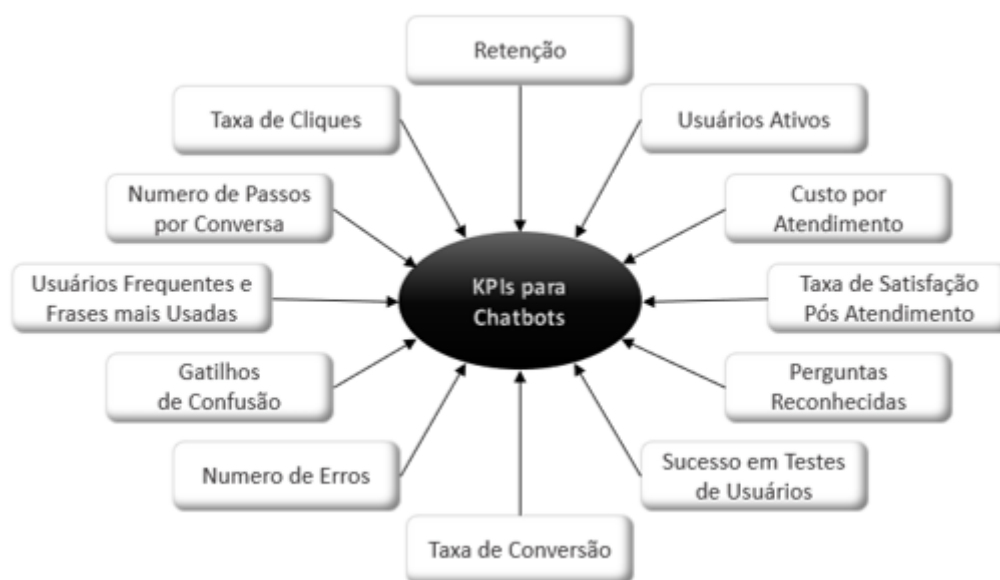 Retenção
Taxa de Cliques
Usuários Ativos
Numero de Passos
por Conversa
Custo por
Atendimento
Usuários Frequentes e
Frases mais Usadas
KPIs para
Chatbots
Taxa de Satisfação
Pós Atendimento
Gatilhos
de Confusão
Perguntas
Reconhecidas
Numero de Erros
Sucesso em Testes
de Usuários
Taxa de Conversão